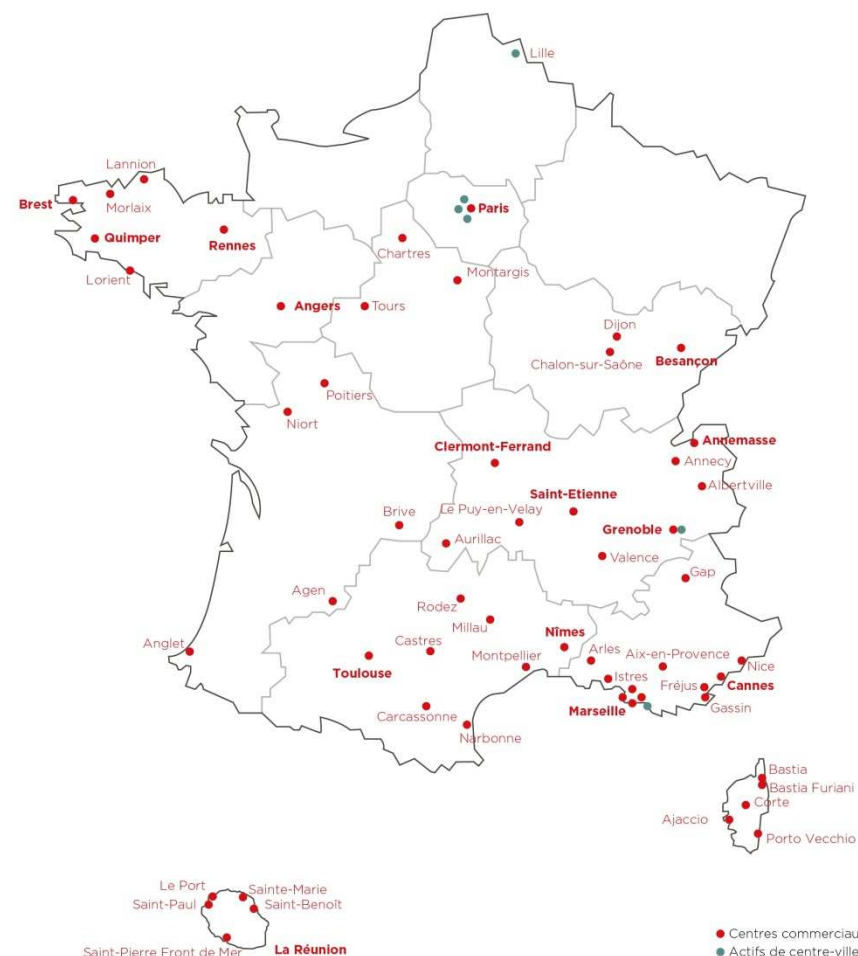 Lille
Lannion
Brest
Morlaix
Paris
Quimper
Rennes
Chartres
Lorient
Montargis
Angers
Tours
Dijon
Chalon-sur-Saône
Besançon
Poitiers
Niort
Clermont-Ferrand
Annemasse
Annecy
Albertville
Saint-Etienne
Brive
Le Puy-en-Velay
Grenoble
Aurillac
Valence
Gap
Agen
Rodez
Millau
Nîmes
Anglet
Castres
Arles
Aix-en-Provence
Toulouse
Montpellier
Nice
Istres
Fréjus
Cannes
Carcassonne
Marseille
Gassin
Narbonne
Bastia
Bastia Furiani
Corte
Ajaccio
Porto Vecchio
Le Port
Sainte-Marie
Saint-Paul
Saint-Benoît
Saint-Pierre Front de Mer
La Réunion
Centres commerciau
Actifs de centre-ville